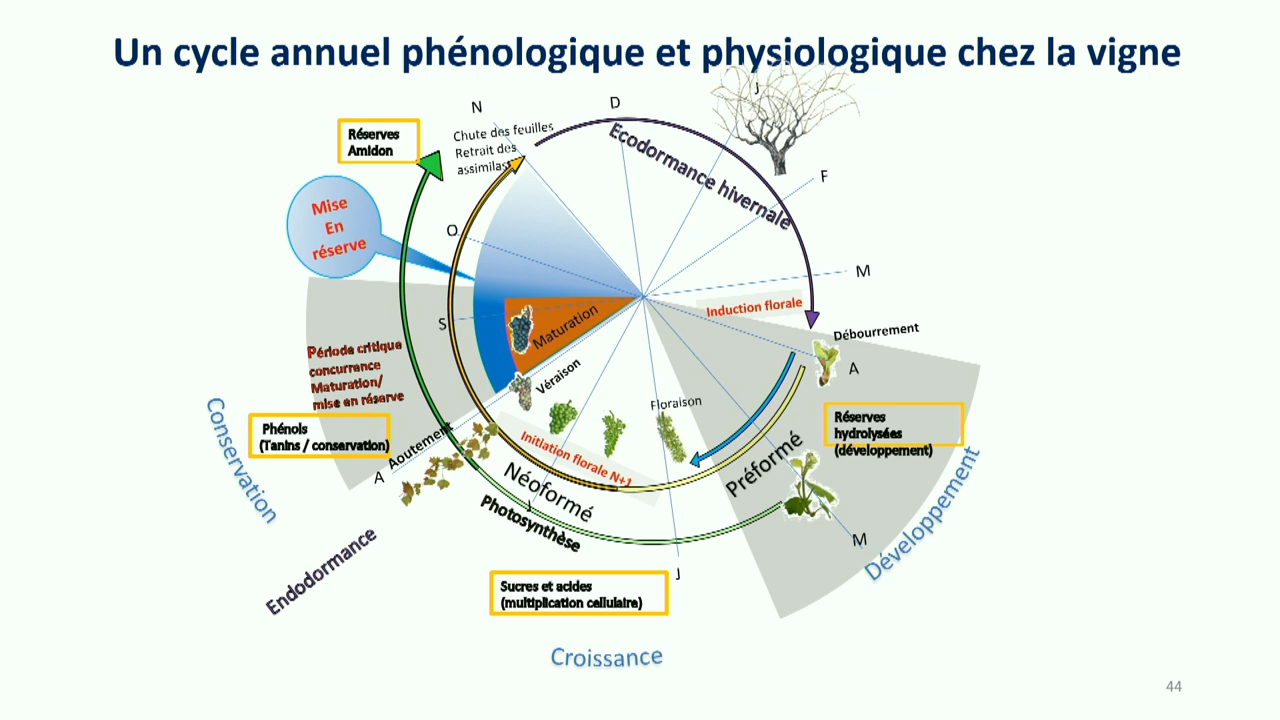 Un cycle annuel phénologique et physiologique chez la vigne
N
D
J
Chute des feuilles
Retrait des
assimilats
Réserves
Amidon
Ecodormance hivernale
F
Mise
En
réserve
O
M
Induction florale
S
Maturation
Débourrement
A
Période critique
concurrence
Maturation/
mise en réserve
Véraison
Floraison
Réserves
hydrolysées
(développement)
Phénols
(Tanins / conservation)
Conservation
Aoutement
A
Initiation florale N+1
Préformé
Néoformé
Photosynthèse
J
M
Développement
Endodormance
J
Sucres et acides
(multiplication cellulaire)
Croissance
44